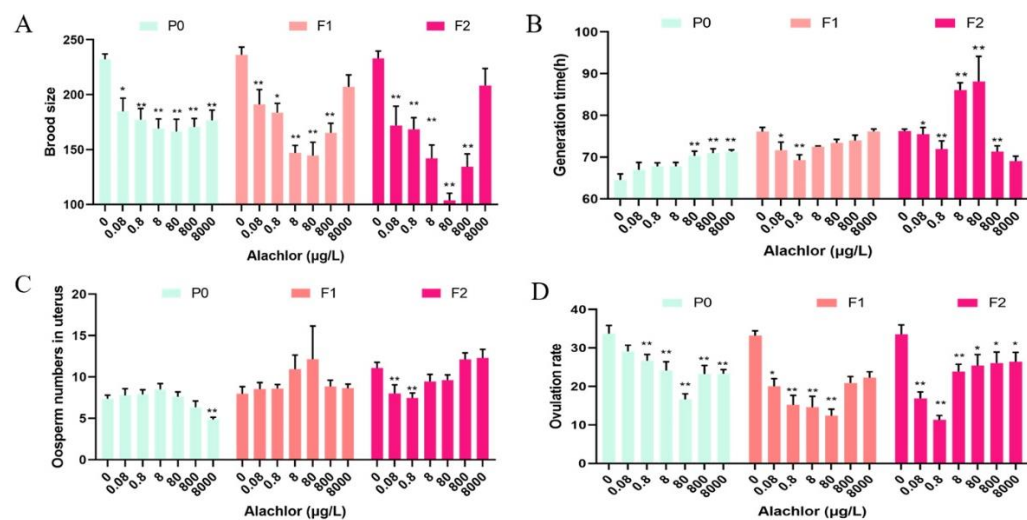 A
P0 F1 F2
250
200
150
100
Brood size
* ** ** ** ** **
** * ** ** **
** ** ** ** **
0 0.08 0.8 8 80 800 8000 0 0.08 0.8 8 80 800 8000 0 0.08 0.8 8 80 800 8000
Alachlor (µg/L)
B
P0 F1 F2
100
90
80
70
60
Generation time(h)
** ** **
* **
* ** ** ** **
0 0.08 0.8 8 80 800 8000 0 0.08 0.8 8 80 800 8000 0 0.08 0.8 8 80 800 8000
Alachlor (µg/L)
C
P0 F1 F2
20
15
10
5
0
Oosperm numbers in uterus
**
** **
0 0.08 0.8 8 80 800 8000 0 0.08 0.8 8 80 800 8000 0 0.08 0.8 8 80 800 8000
Alachlor (µg/L)
D
P0 F1 F2
40
30
20
10
0
Ovulation rate
** ** ** ** **
* ** ** **
** ** ** * * *
0 0.08 0.8 8 80 800 8000 0 0.08 0.8 8 80 800 8000 0 0.08 0.8 8 80 800 8000
Alachlor (µg/L)